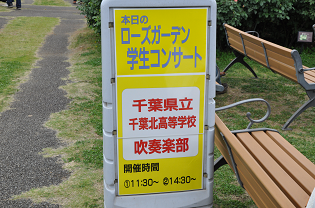 本日の
ローズガーデン
学生コンサート
千葉県立
千葉北高等学校
吹奏楽部
開催時間
①11:30~ ②14:30~